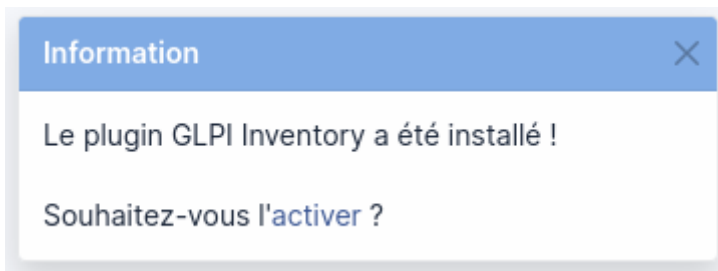 Information
Le plugin GLPI Inventory a été installé !
Souhaitez-vous l'activer ?